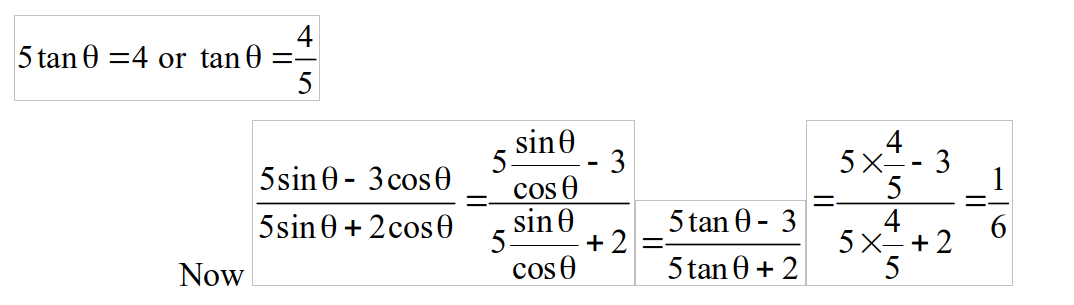 5 tan θ = 4 or tan θ = 4/5
Now (5 sin θ - 3 cos θ)/(5 sin θ + 2 cos θ) = (5 sin θ/cos θ - 3)/(5 sin θ/cos θ + 2) = (5 tan θ - 3)/(5 tan θ + 2) = (5 × 4/5 - 3)/(5 × 4/5 + 2) = 1/6